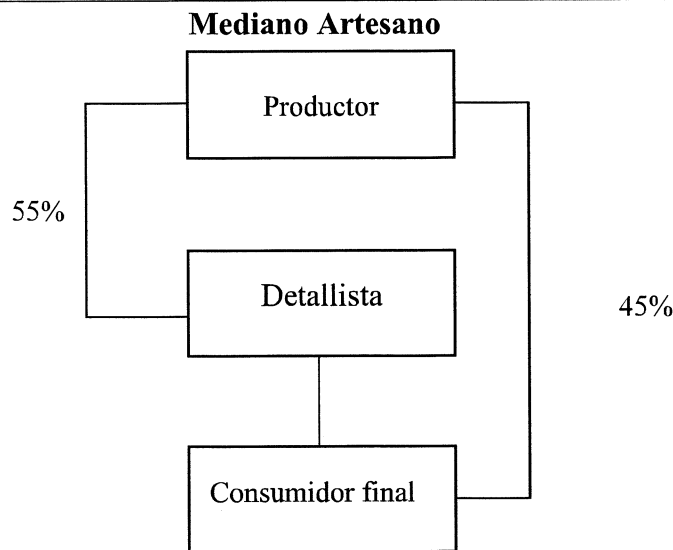 Mediano Artesano
Productor
55%
Detallista
45%
Consumidor final